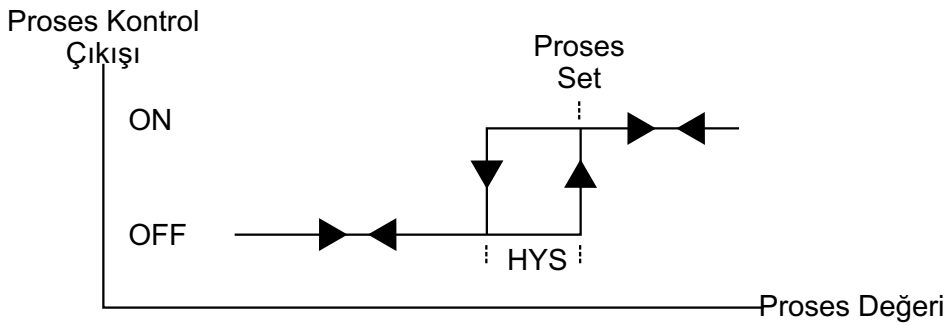 Proses Kontrol
Çıkışı
Proses
Set
ON
OFF
HYS
Proses Değeri